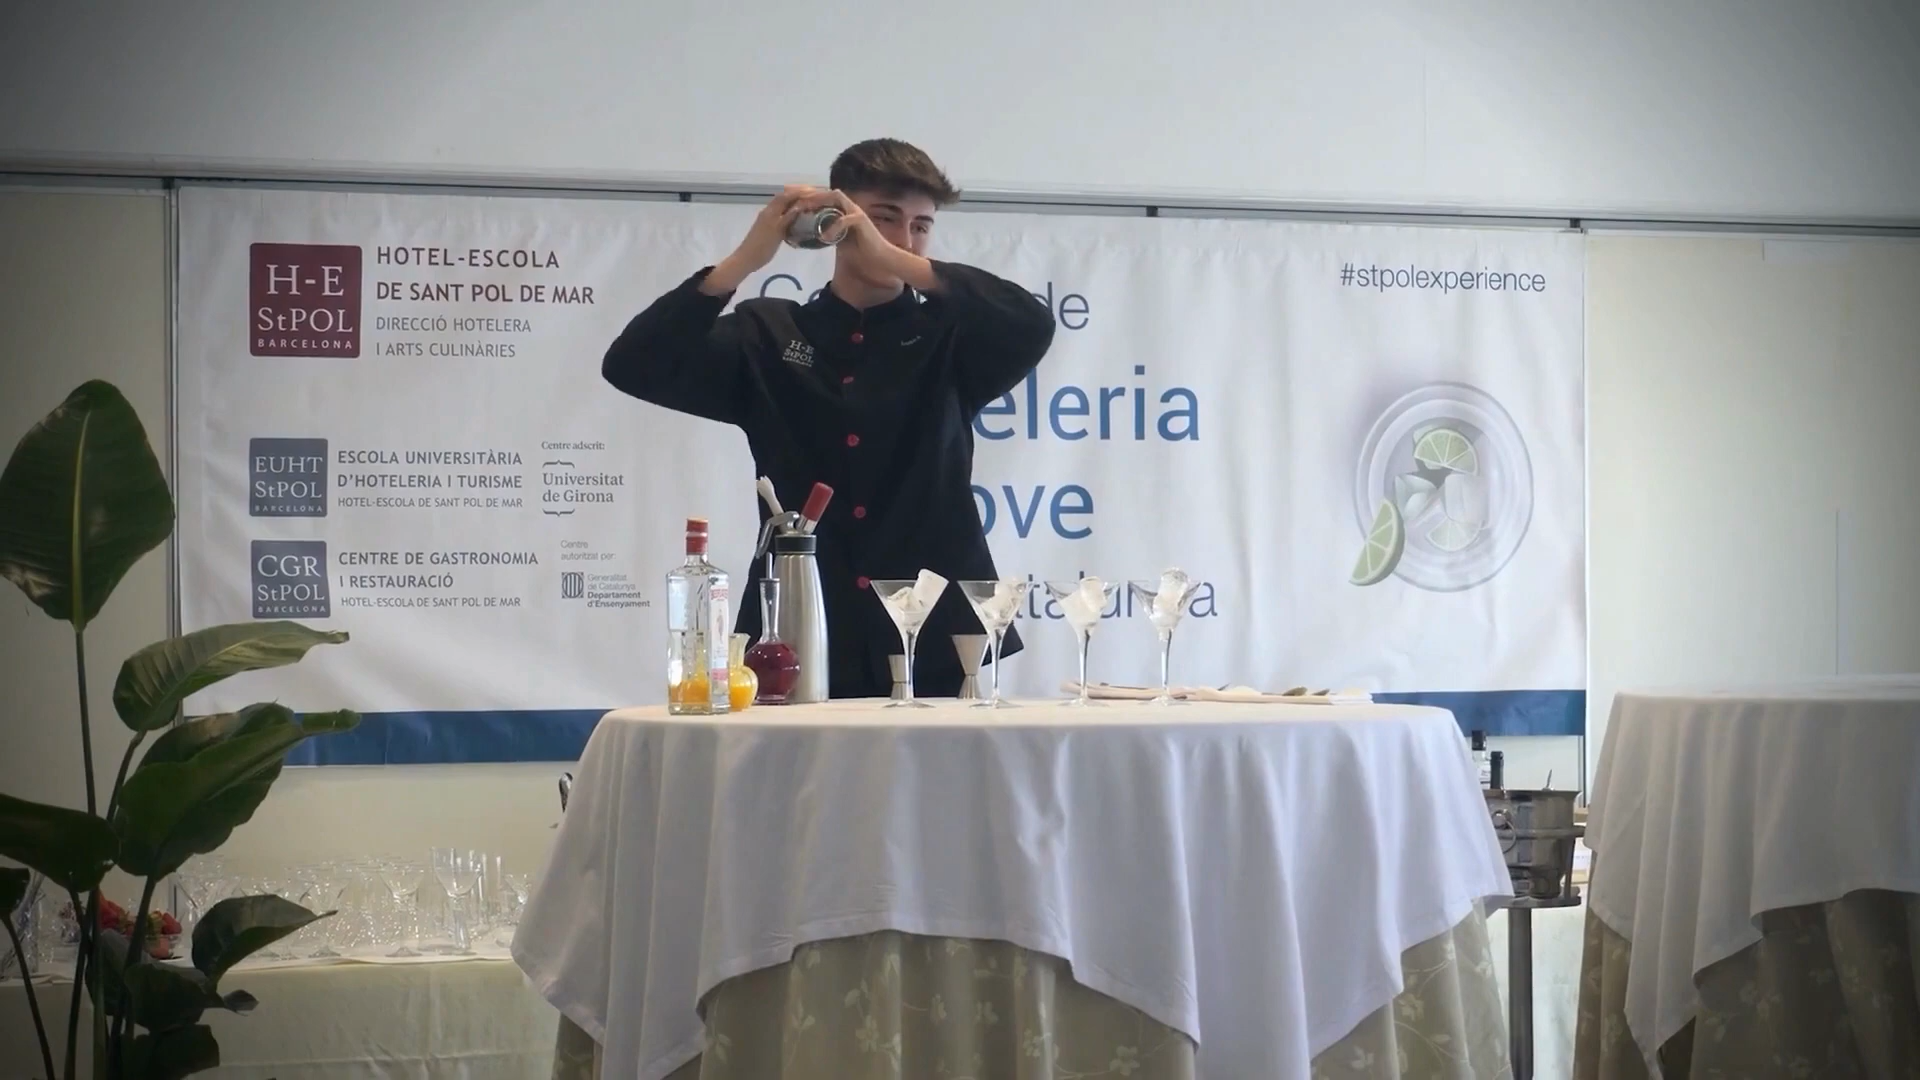 H-E
StPOL
BARCELONA
HOTEL-ESCOLA
DE SANT POL DE MAR
DIRECCIÓ HOTELERA
I ARTS CULINÀRIES
EUHT
StPOL
BARCELONA
ESCOLA UNIVERSITÀRIA
D'HOTELERIA I TURISME
HOTEL-ESCOLA DE SANT POL DE MAR
Centre adscrit:
Universitat
de Girona
CGR
StPOL
BARCELONA
CENTRE DE GASTRONOMIA
I RESTAURACIÓ
HOTEL-ESCOLA DE SANT POL DE MAR
Centre
autoritzat per:
Generalitat
de Catalunya
Departament
d'Ensenyament
H-E
StPOL
BARCELONA
de
eleria
ove
#stpolexperience